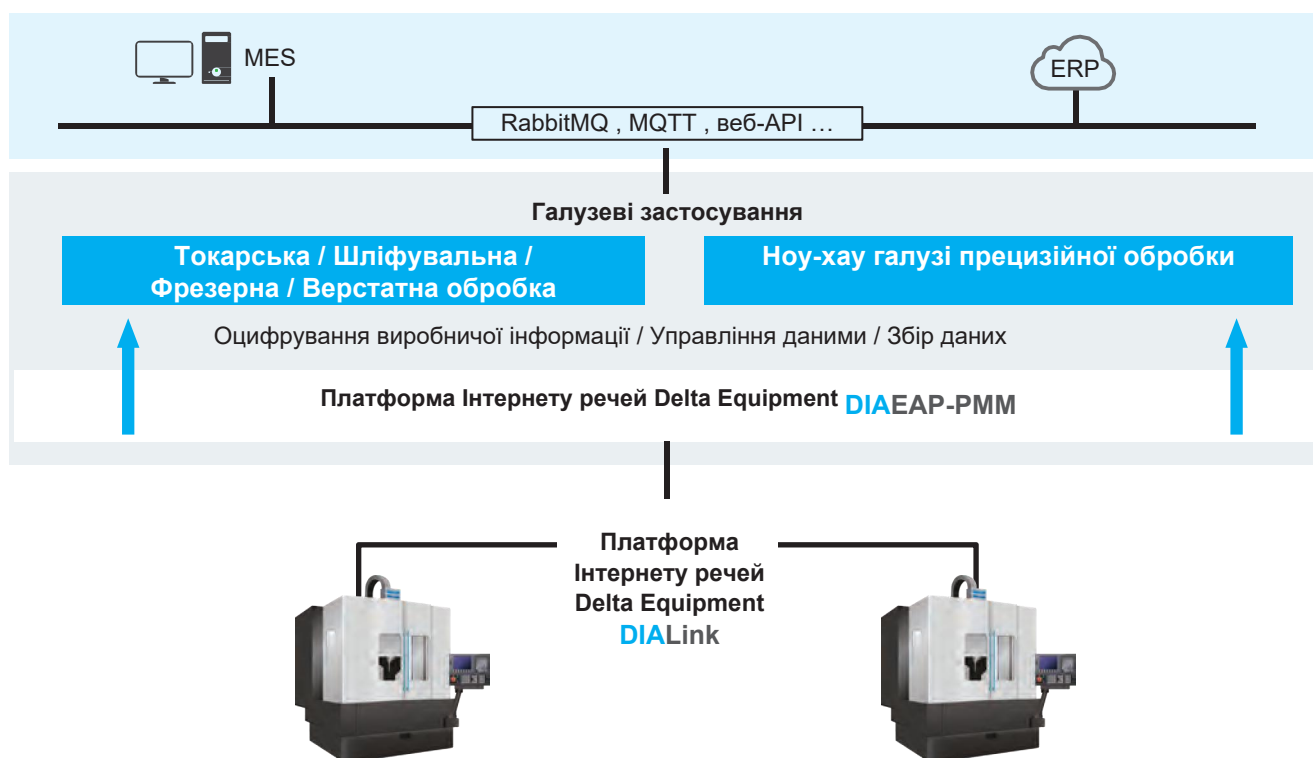 MES
ERP
RabbitMQ , MQTT , веб-API ...
Галузеві застосування
Токарська / Шліфувальна /
Фрезерна / Верстатна обробка
Ноу-хау галузі прецизійної обробки
Оцифрування виробничої інформації / Управління даними / Збір даних
Платформа Інтернету речей Delta Equipment DIAEAP-PMM
Платформа
Інтернету речей
Delta Equipment
DIALink